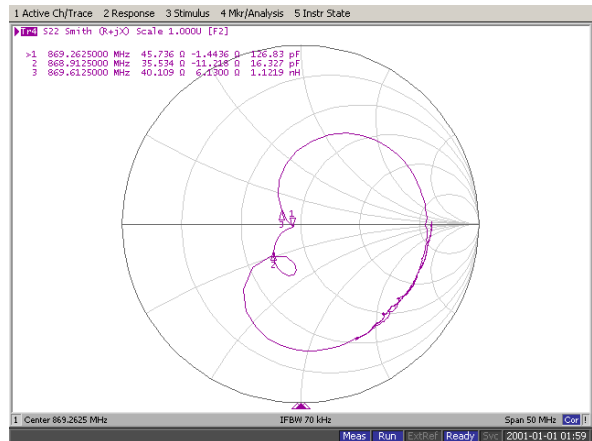 1 Active Ch/Trace 2 Response 3 Stimulus 4 Mkr/Analysis 5 Instr State
Tr4 S22 Smith (R+jX) Scale 1.000U [F2]
>1 869.2625000 MHz 45.736 Ω -1.4436 Ω 126.83 pF
2 868.9125000 MHz 35.534 Ω -11.218 Ω 16.327 pF
3 869.6125000 MHz 40.109 Ω 6.1300 Ω 1.1219 nH
1
3
2
1 Center 869.2625 MHz IFBW 70 kHz Span 50 MHz Cor !
Meas Run ExtRef Ready Svc 2001-01-01 01:59